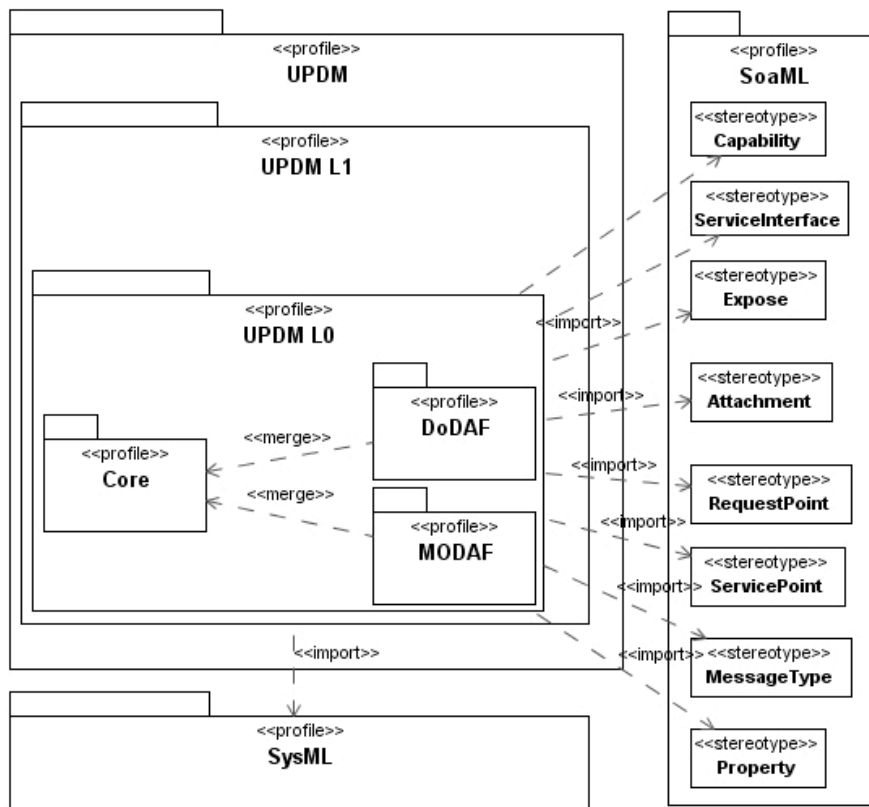 <<profile>>
UPDM
<<profile>>
UPDM L1
<<profile>>
UPDM L0
<<profile>>
Core
<<merge>>
<<merge>>
<<profile>>
DoDAF
<<profile>>
MODAF
<<import>>
<<profile>>
SysML
<<import>>
<<import>>
<<import>>
<<import>>
<<import>>
<<import>>
<<profile>>
SoaML
<<stereotype>>
Capability
<<stereotype>>
ServiceInterface
<<stereotype>>
Expose
<<stereotype>>
Attachment
<<stereotype>>
RequestPoint
<<stereotype>>
ServicePoint
<<stereotype>>
MessageType
<<stereotype>>
Property